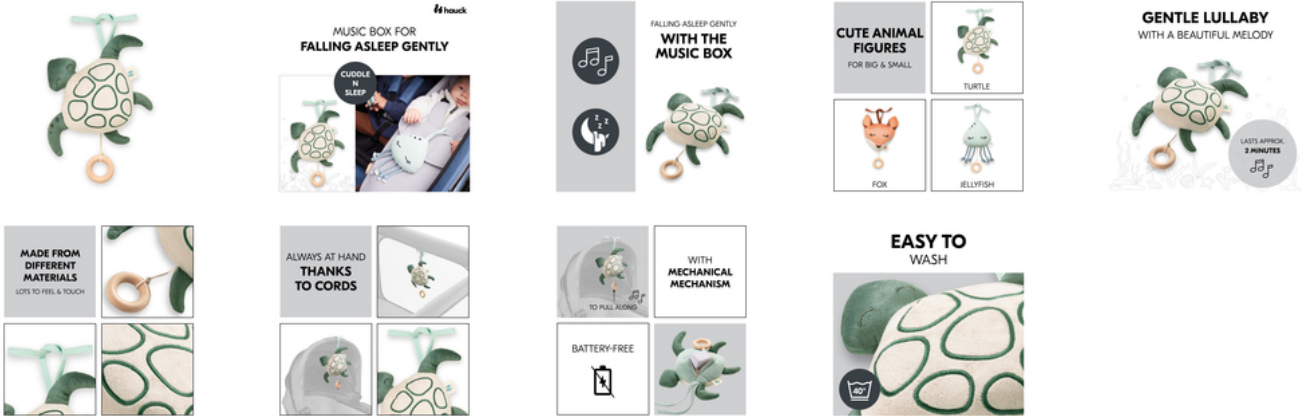 hauck
MUSIC BOX FOR
FALLING ASLEEP GENTLY
CUDDLE
N
SLEEP
FALLING ASLEEP GENTLY
WITH THE
MUSIC BOX
CUTE ANIMAL
FIGURES
FOR BIG & SMALL
TURTLE
FOX
JELLYFISH
GENTLE LULLABY
WITH A BEAUTIFUL MELODY
LASTS APPROX.
2 MINUTES
MADE FROM
DIFFERENT
MATERIALS
LOTS TO FEEL & TOUCH
ALWAYS AT HAND
THANKS
TO CORDS
TO PULL ALONG
WITH
MECHANICAL
MECHANISM
BATTERY-FREE
EASY TO
WASH
40°